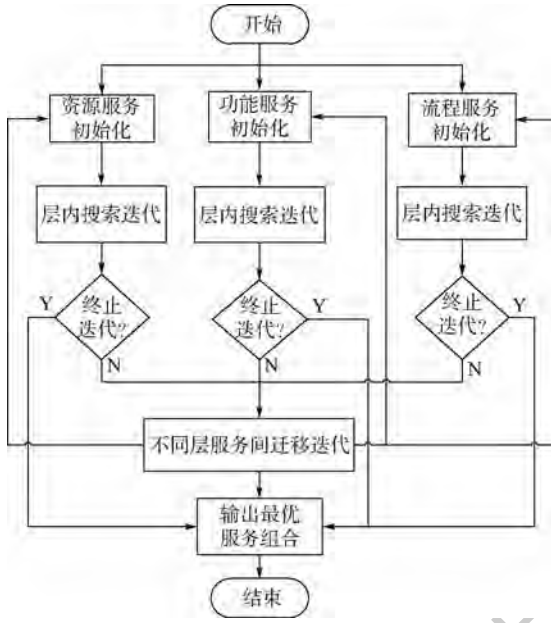 开始
资源服务
初始化
功能服务
初始化
流程服务
初始化
层内搜索迭代
层内搜索迭代
层内搜索迭代
Y
终止
迭代?
N
终止
迭代?
Y
N
终止
迭代?
Y
N
不同层服务间迁移迭代
输出最优
服务组合
结束